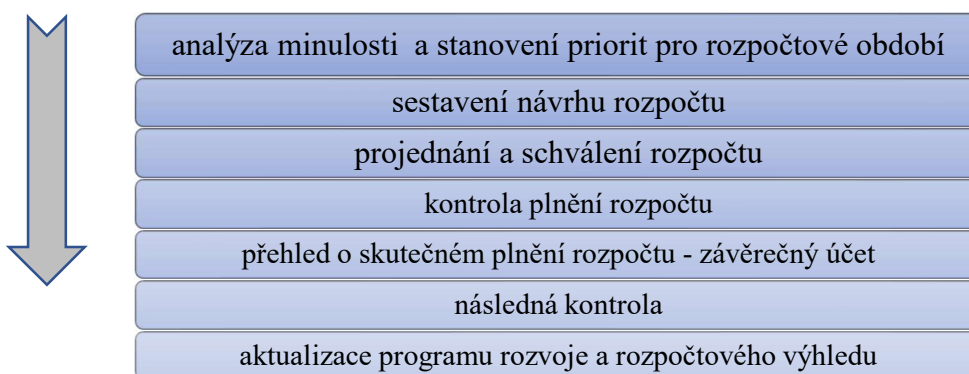 analýza minulosti a stanovení priorit pro rozpočtové období
sestavení návrhu rozpočtu
projednání a schválení rozpočtu
kontrola plnění rozpočtu
přehled o skutečném plnění rozpočtu - závěrečný účet
následná kontrola
aktualizace programu rozvoje a rozpočtového výhledu